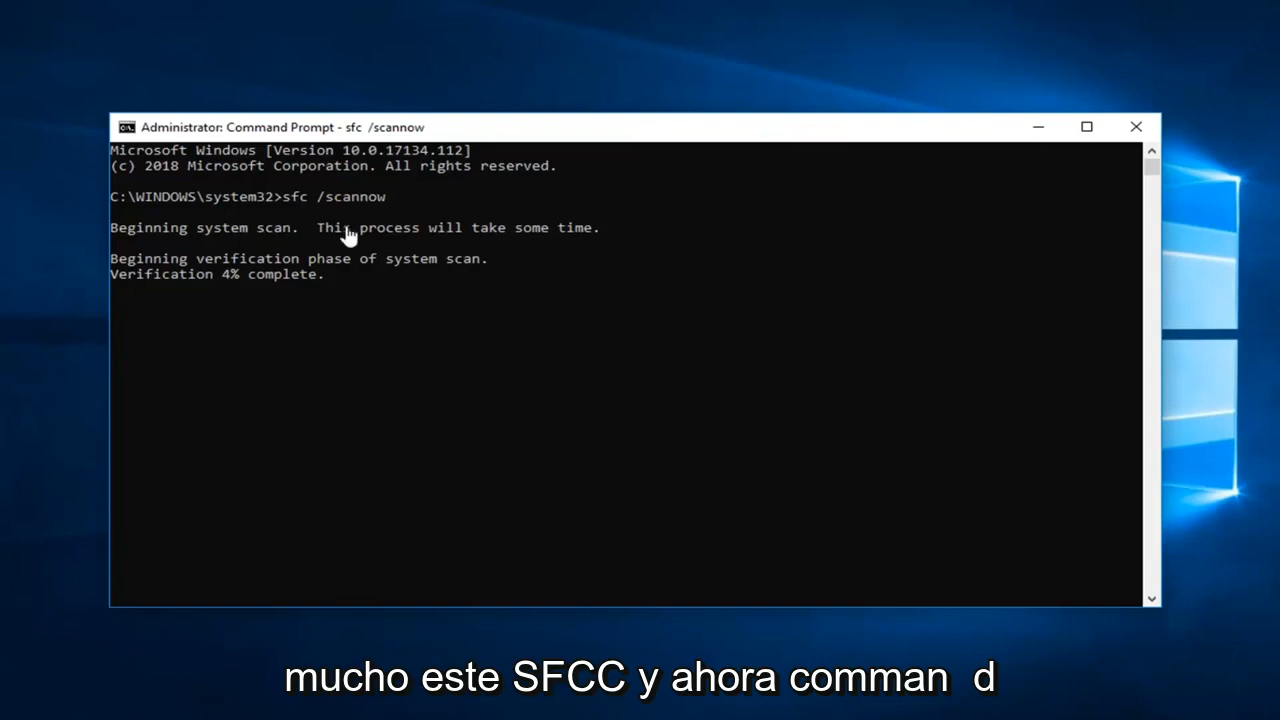 Administrator: Command Prompt - sfc  /scannow
Microsoft Windows [Version 10.0.17134.112]
(c) 2018 Microsoft Corporation. All rights reserved.
C:\WINDOWS\system32>sfc /scannow
Beginning system scan.  This process will take some time.
Beginning verification phase of system scan.
Verification 4% complete.
mucho este SFCC y ahora comman  d